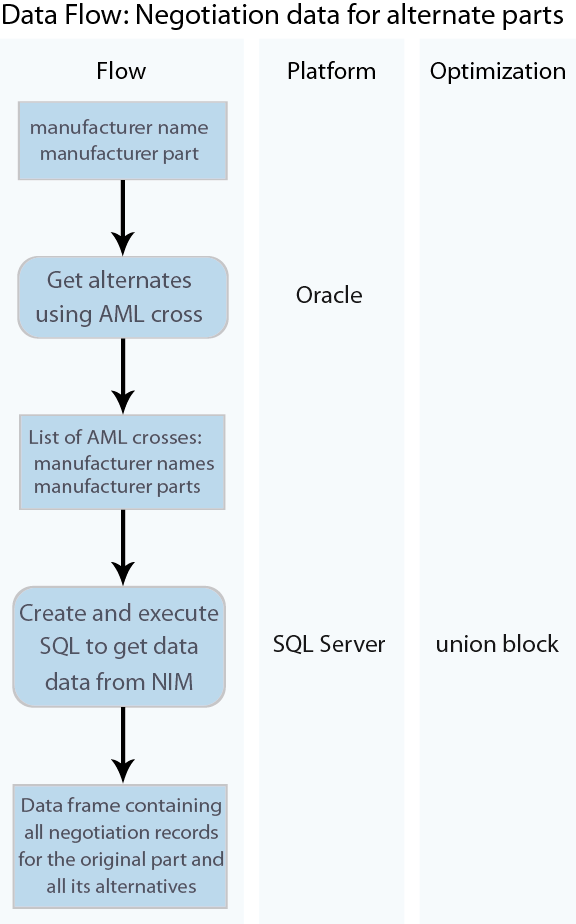 Data Flow: Negotiation data for alternate parts
Flow
Platform
Optimization
manufacturer name
manufacturer part
Get alternates
using AML cross
Oracle
List of AML crosses:
manufacturer names
manufacturer parts
Create and execute
SQL to get data
data from NIM
SQL Server
union block
Data frame containing
all negotiation records
for the original part and
all its alternatives